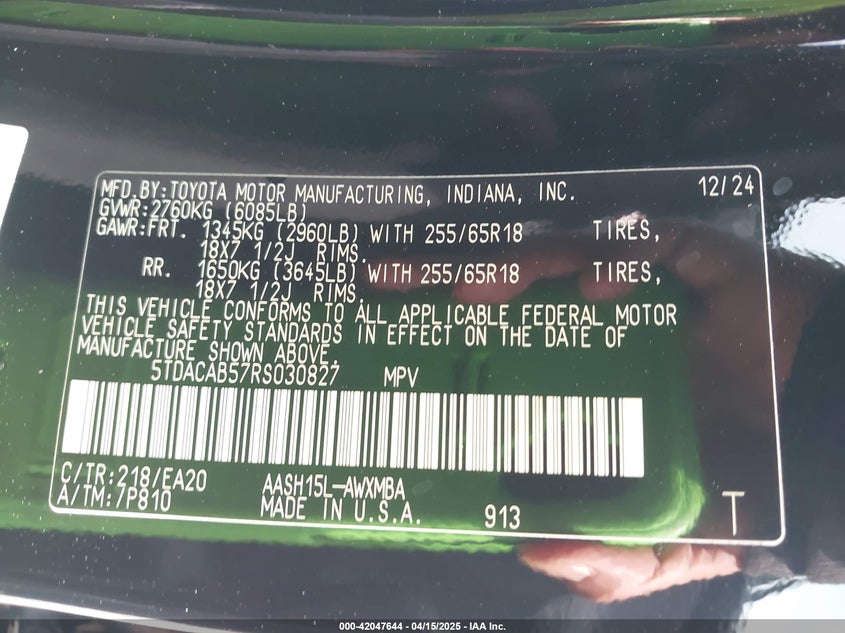 MFD.BY:TOYOTA MOTOR MANUFACTURING, INDIANA, INC. 12/24
GVWR:2760KG (6085LB)
GAWR:FRT. 1345KG (2960LB) WITH 255/65R18 TIRES,
18X7 1/2J RIMS.
RR. 1650KG (3645LB) WITH 255/65R18 TIRES,
18X7 1/2J RIMS.
THIS VEHICLE CONFORMS TO ALL APPLICABLE FEDERAL MOTOR
VEHICLE SAFETY STANDARDS IN EFFECT ON THE DATE OF
MANUFACTURE SHOWN ABOVE.
5TDACAB57RS030827 MPV
C/TR:218/EA20 AASH15L-AWXMBA
A/TM:7P810 MADE IN U.S.A. 913 T
000-42047644 - 04/15/2025 - IAA Inc.